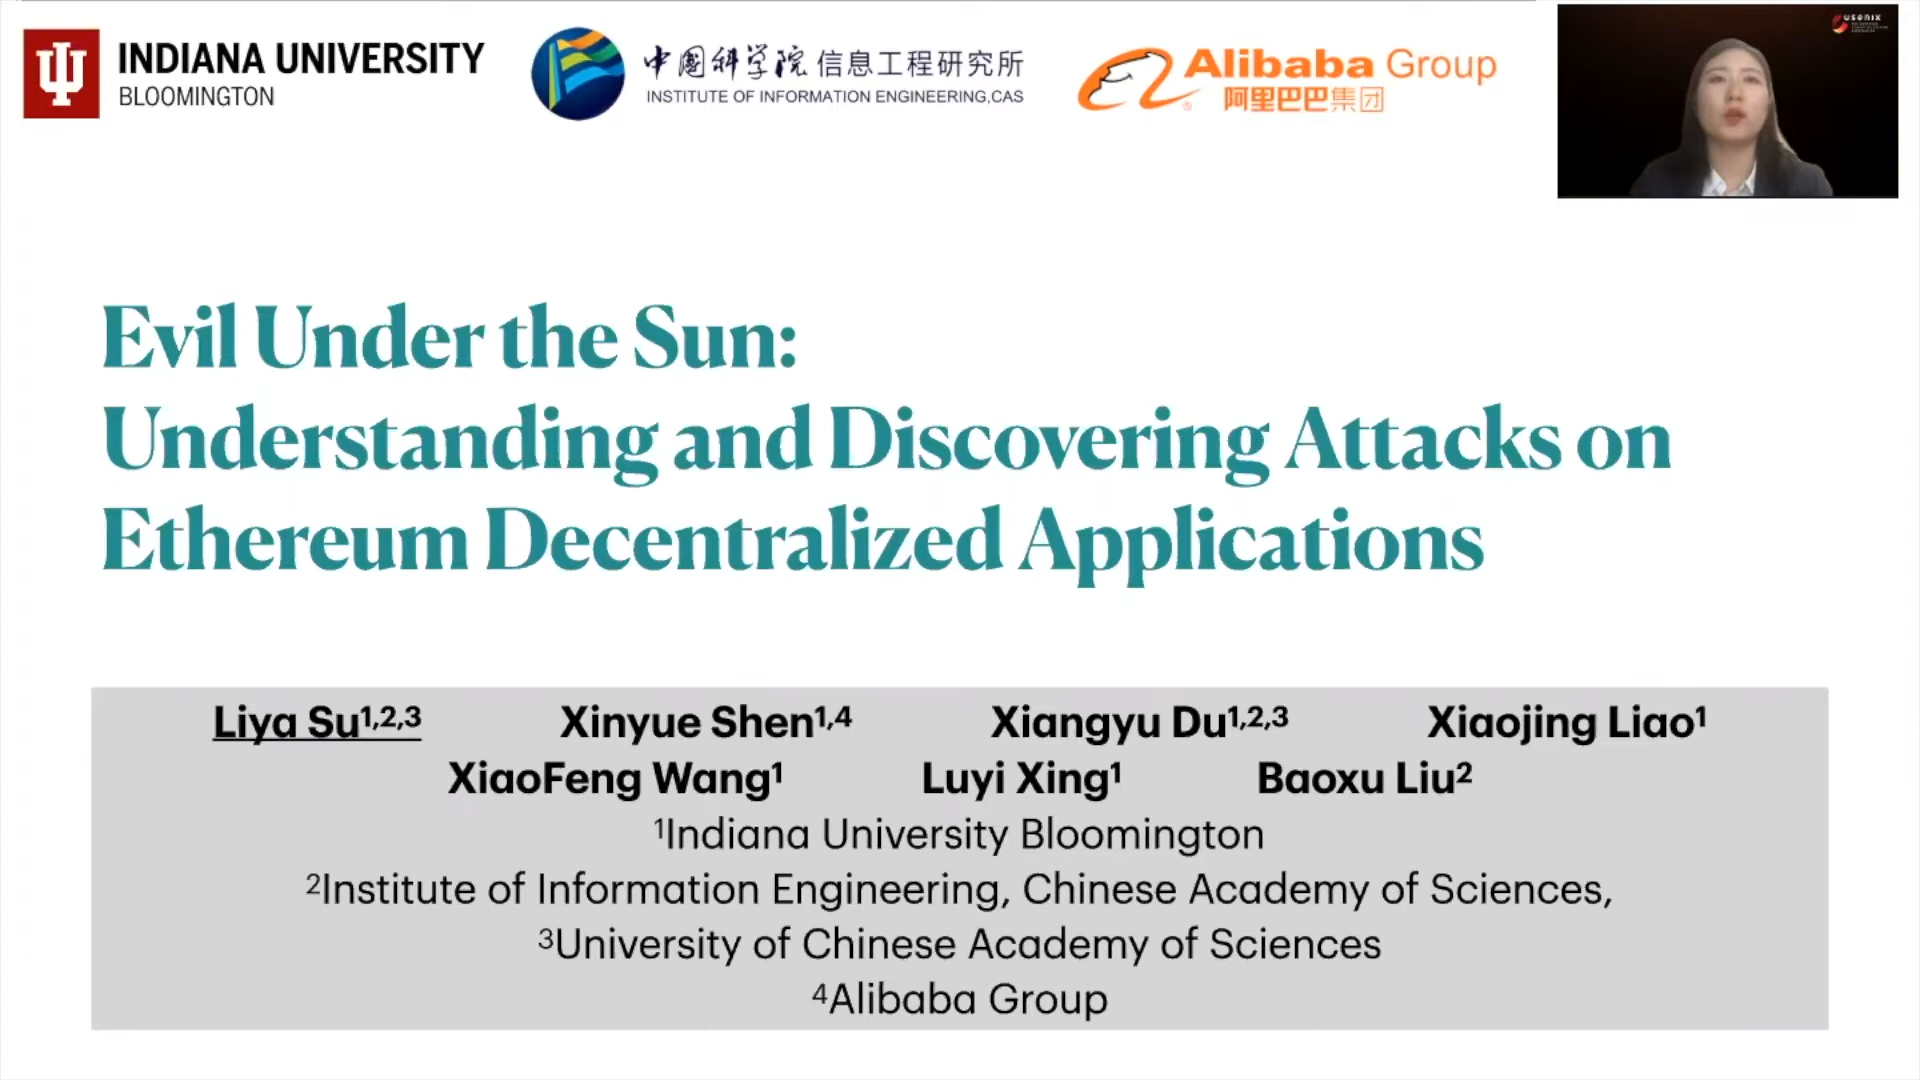 INDIANA UNIVERSITY
BLOOMINGTON
中国科学院 信息工程研究所
INSTITUTE OF INFORMATION ENGINEERING,CAS
Alibaba Group
®
阿里巴巴集团
usenix
Evil Under the Sun:
Understanding and Discovering Attacks on
Ethereum Decentralized Applications
Liya Su¹,²,³ Xinyue Shen¹,⁴ Xiangyu Du¹,²,³ Xiaojing Liao¹
XiaoFeng Wang¹ Luyi Xing¹ Baoxu Liu²
¹Indiana University Bloomington
²Institute of Information Engineering, Chinese Academy of Sciences,
³University of Chinese Academy of Sciences
⁴Alibaba Group